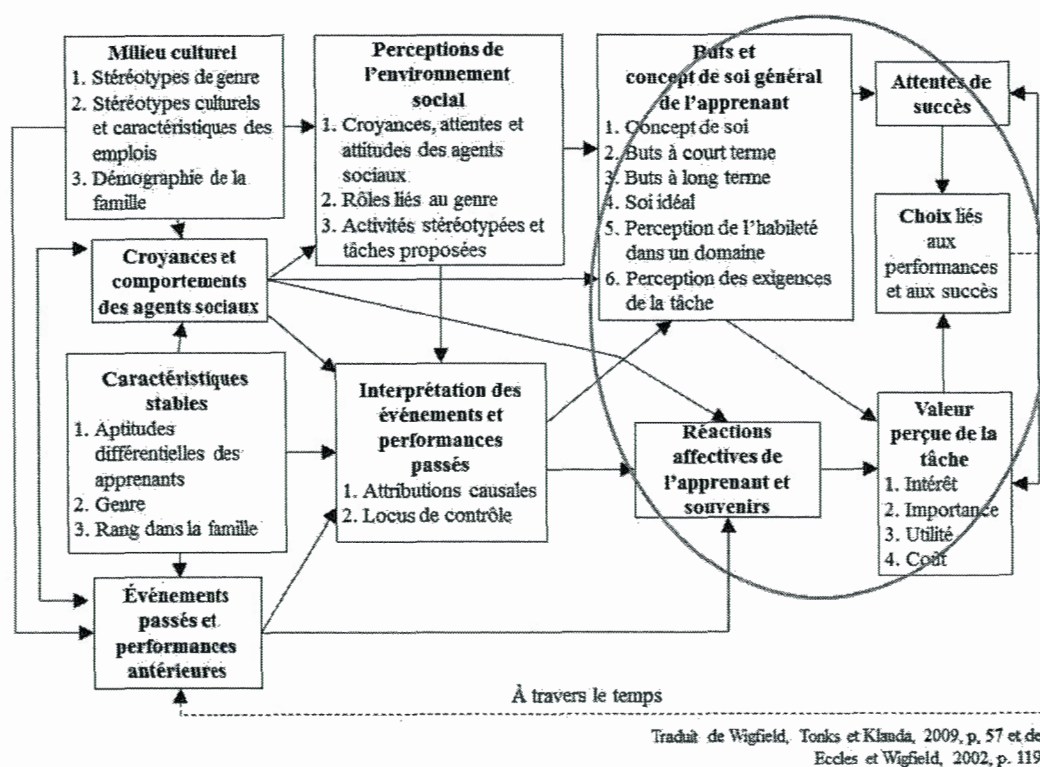 Milieu culturel
1. Stéréotypes de genre
2. Stéréotypes culturels
et caractéristiques des
emplois
3. Démographie de la
famille
Perceptions de
l'environnement
social
1. Croyances, attentes et
attitudes des agents
sociaux
2. Rôles liés au genre
3. Activités stéréotypées et
tâches proposées
Buts et
concept de soi général
de l'apprenant
1. Concept de soi
2. Buts à court terme
3. Buts à long terme
4. Soi idéal
5. Perception de l'habileté
dans un domaine
6. Perception des exigences
de la tâche
Attentes de
succès
Choix liés
aux
performances
et aux succès
Croyances et
comportements
des agents sociaux
Caractéristiques
stables
1. Aptitudes
différentielles des
apprenants
2. Genre
3. Rang dans la famille
Interprétation des
événements et
performances
passés
1. Attributions causales
2. Locus de contrôle
Réactions
affectives de
l'apprenant et
souvenirs
Valeur
perçue de la
tâche
1. Intérêt
2. Importance
3. Utilité
4. Coût
Événements
passés et
performances
antérieures
À travers le temps
Traduit de Wigfield, Tonks et Klauda, 2009, p. 57 et de
Eccles et Wigfield, 2002, p. 119